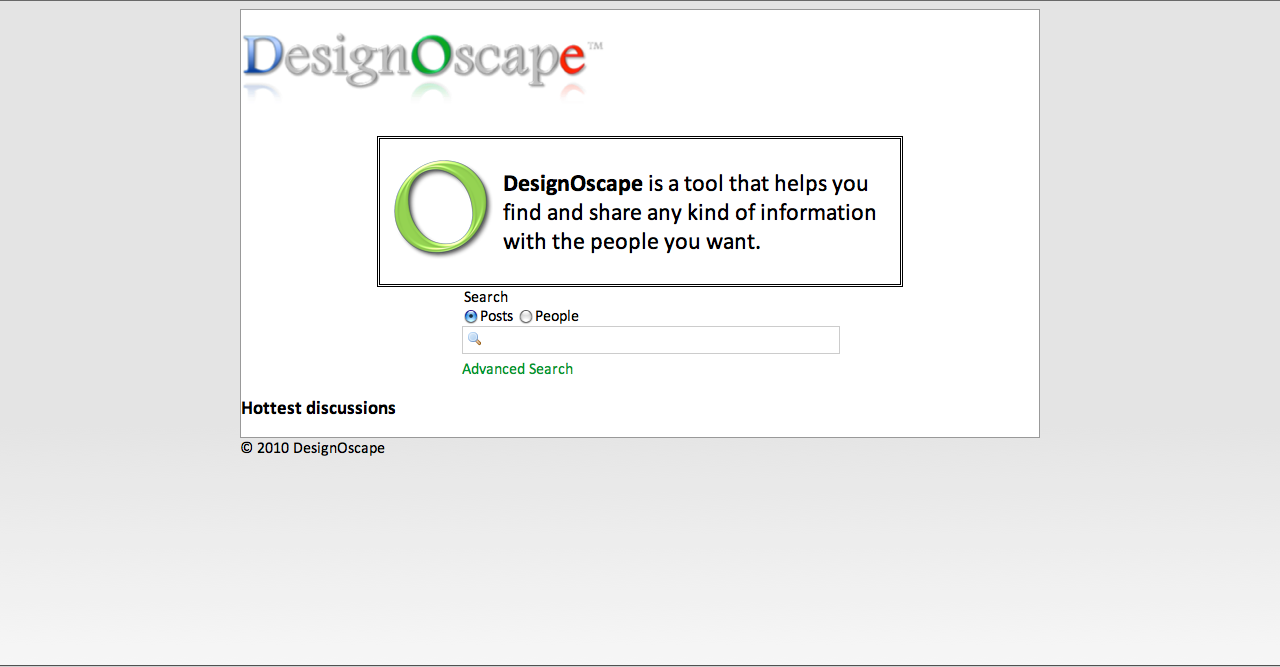 DesignOscape™
DesignOscape is a tool that helps you
find and share any kind of information
with the people you want.
Search
Posts People
Advanced Search
Hottest discussions
© 2010 DesignOscape